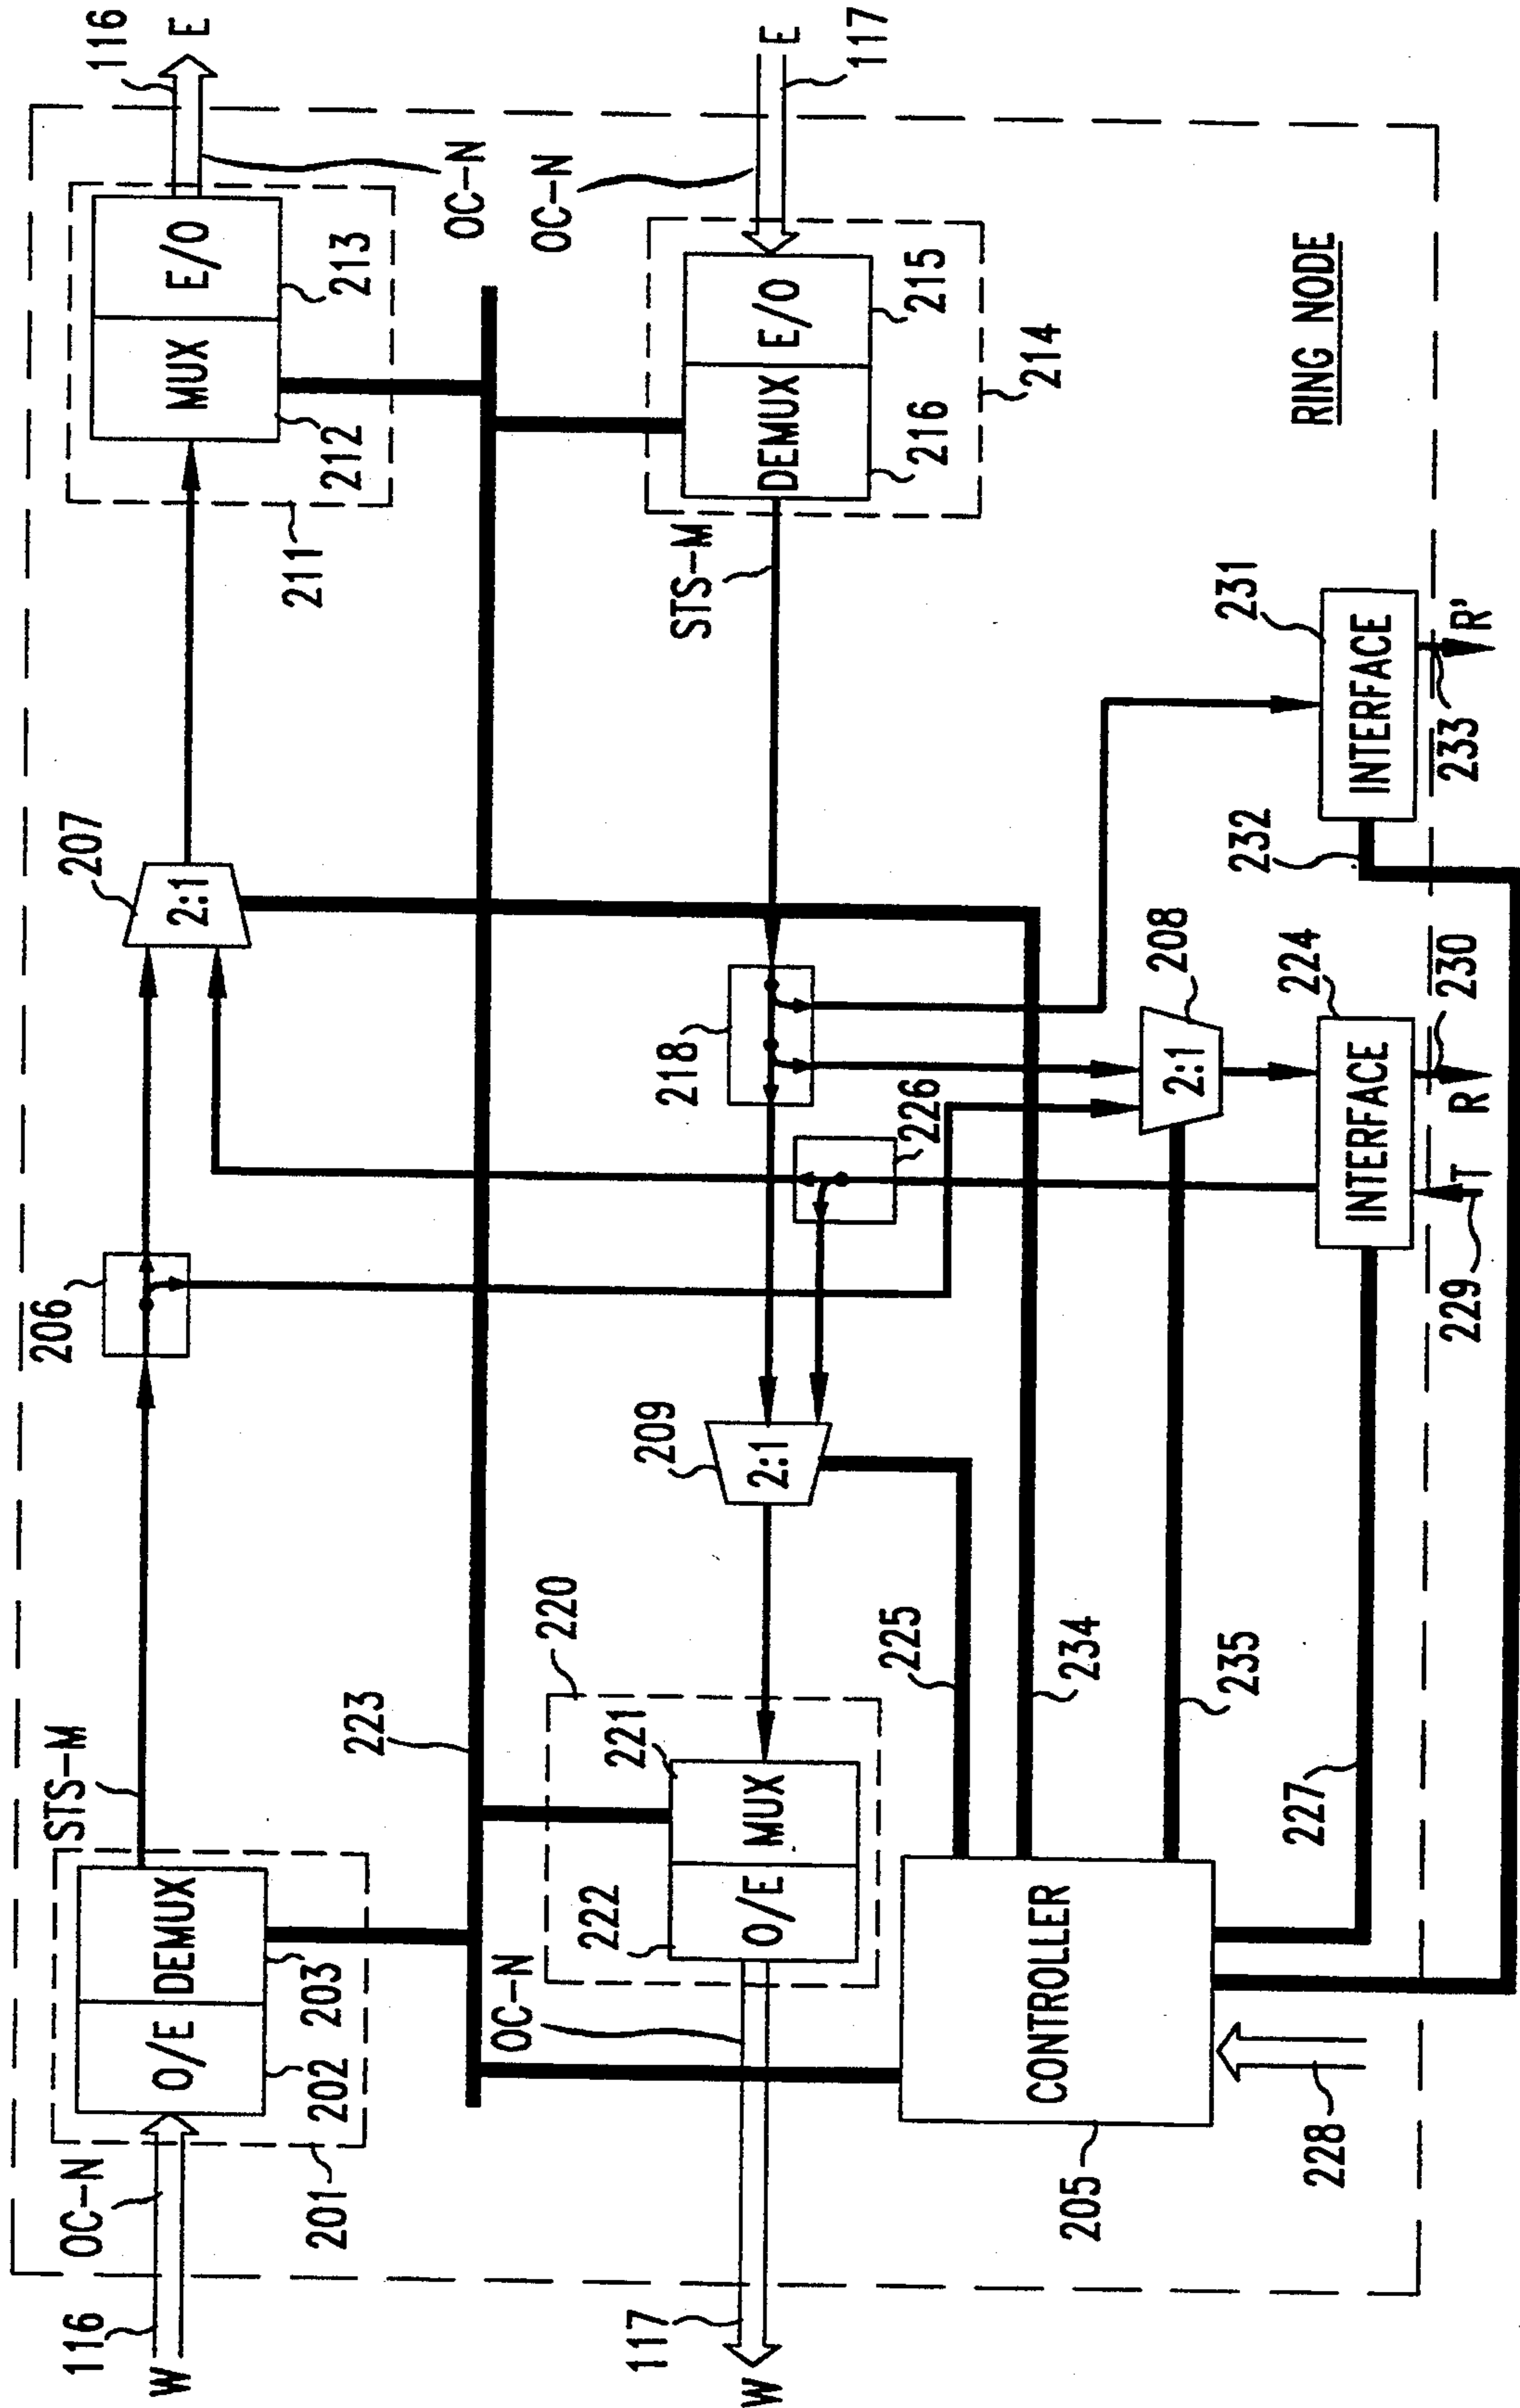 116
W
OC-N
201
O/E
DEMUX
202
203
STS-M
206
207
2:1
211
MUX
E/O
212
213
116
E
OC-N
OC-N
223
117
W
OC-N
220
O/E
MUX
222
221
209
2:1
218
226
STS-M
DEMUX
E/O
216
215
214
E
117
205
CONTROLLER
228
225
234
235
227
208
2:1
224
INTERFACE
229
T
R
230
231
INTERFACE
232
233
R'
RING NODE